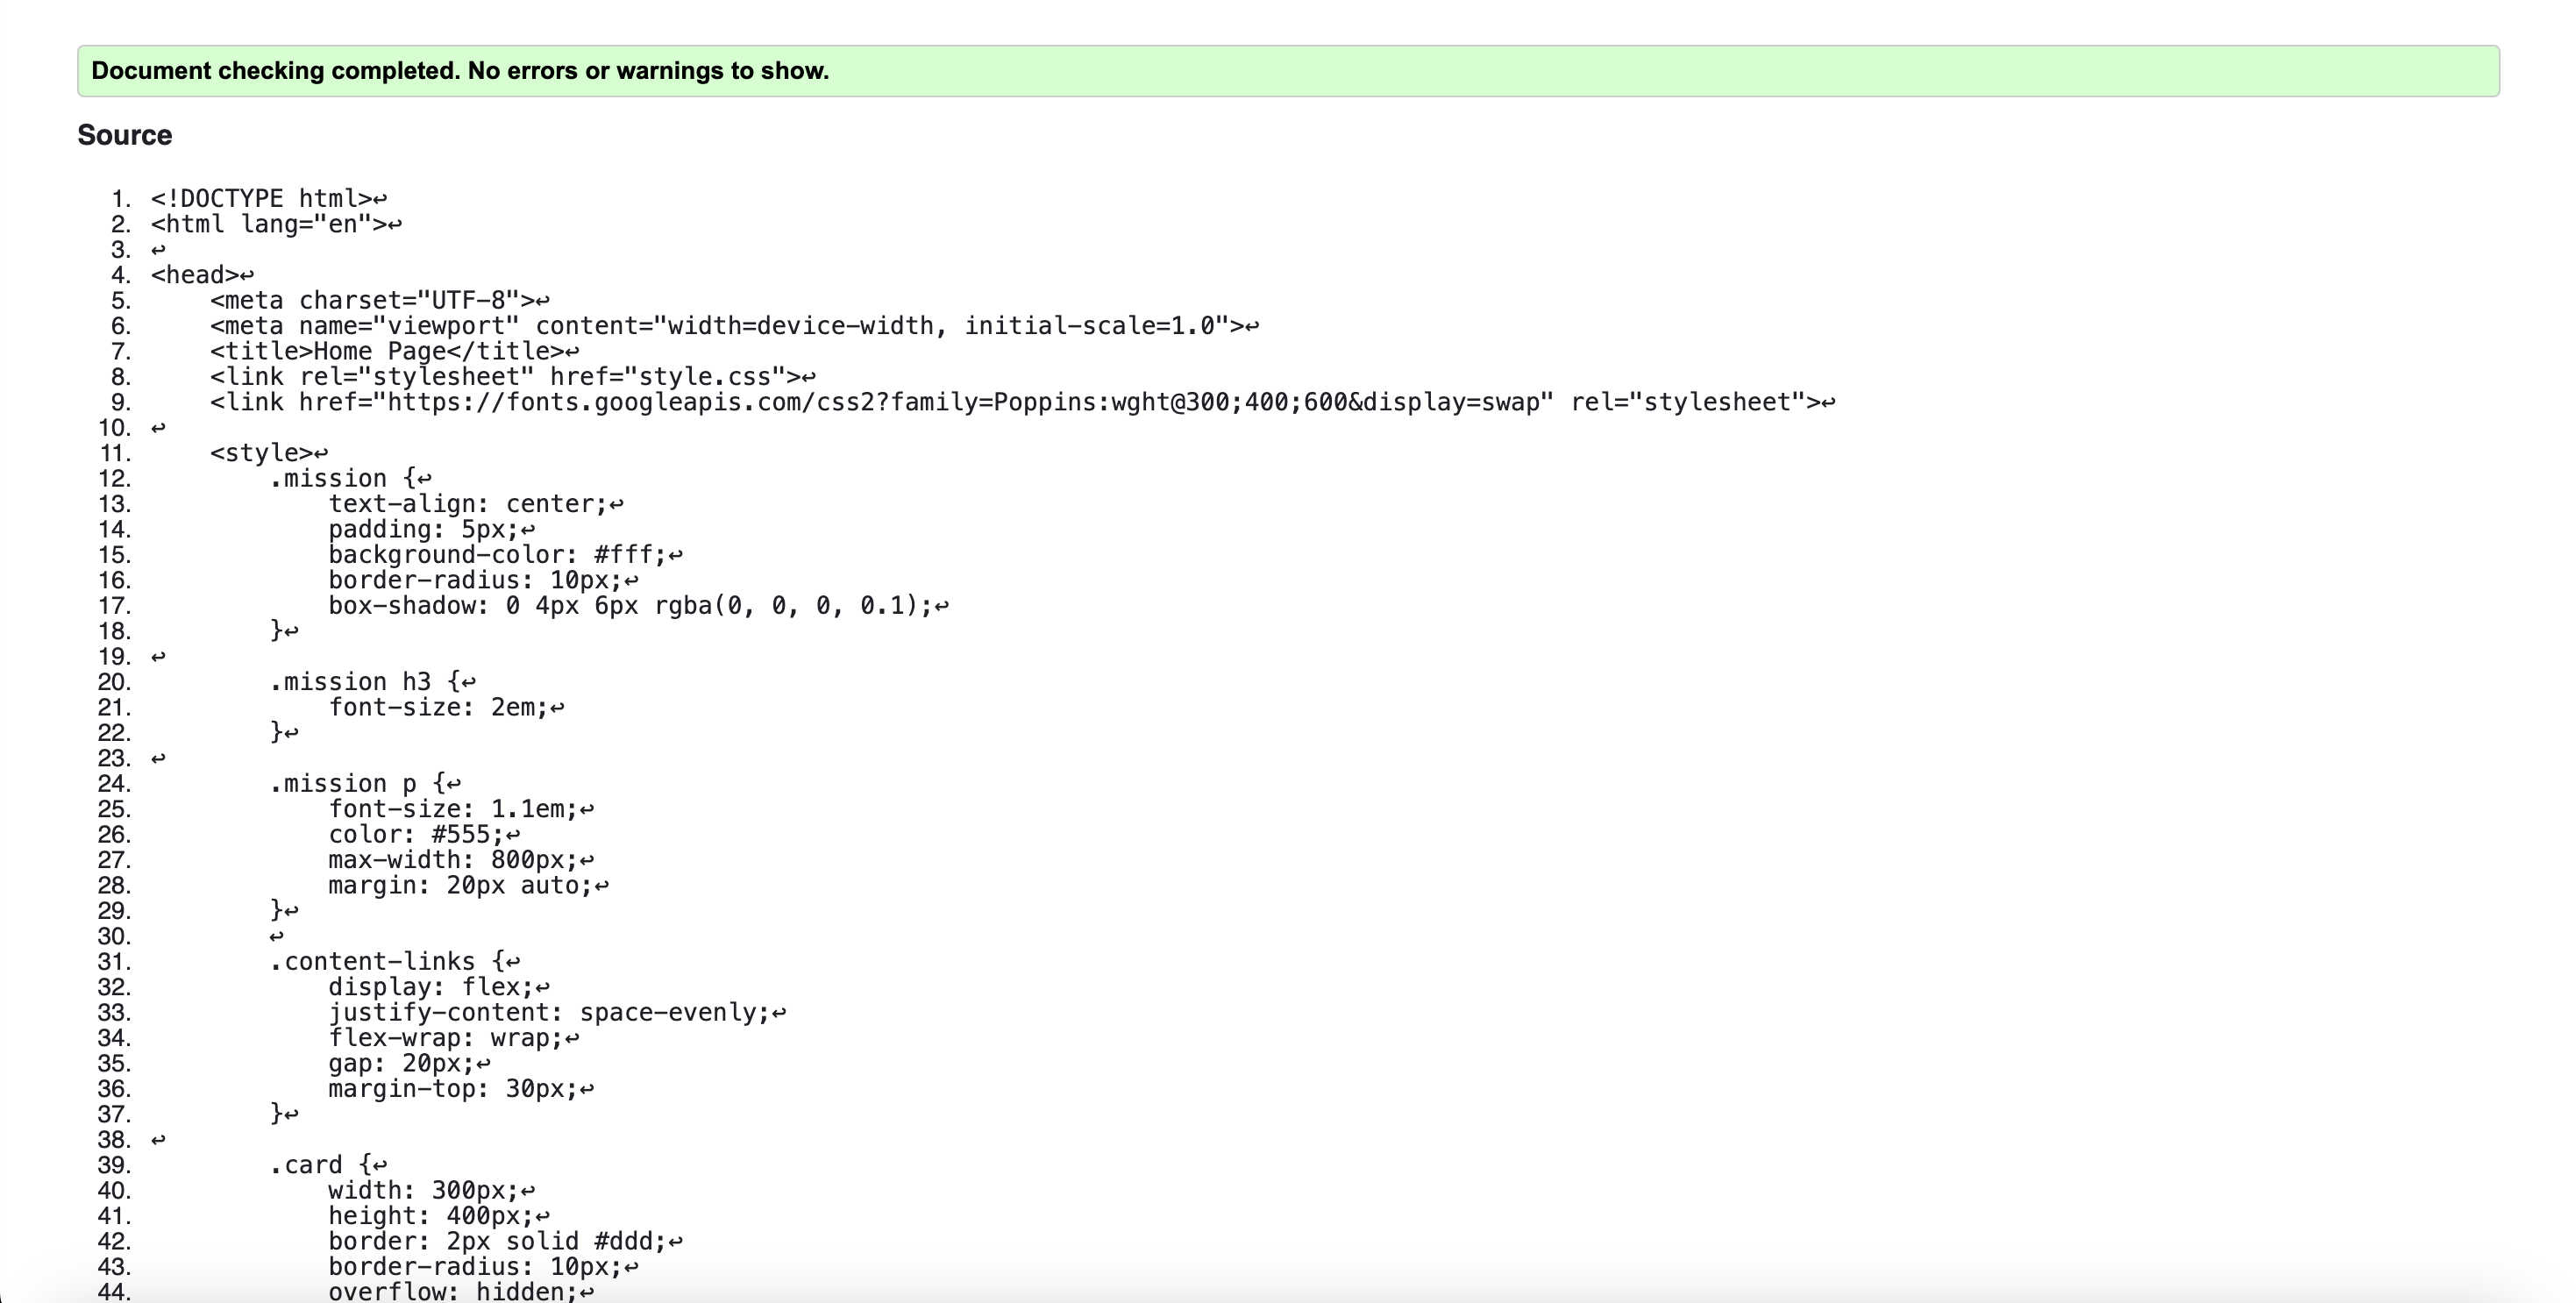 Document checking completed. No errors or warnings to show.
Source
1. <!DOCTYPE html>↩
2. <html lang="en">↩
3. ↩
4. <head>↩
5.     <meta charset="UTF-8">↩
6.     <meta name="viewport" content="width=device-width, initial-scale=1.0">↩
7.     <title>Home Page</title>↩
8.     <link rel="stylesheet" href="style.css">↩
9.     <link href="https://fonts.googleapis.com/css2?family=Poppins:wght@300;400;600&display=swap" rel="stylesheet">↩
10. ↩
11.     <style>↩
12.         .mission {↩
13.             text-align: center;↩
14.             padding: 5px;↩
15.             background-color: #fff;↩
16.             border-radius: 10px;↩
17.             box-shadow: 0 4px 6px rgba(0, 0, 0, 0.1);↩
18.         }↩
19. ↩
20.         .mission h3 {↩
21.             font-size: 2em;↩
22.         }↩
23. ↩
24.         .mission p {↩
25.             font-size: 1.1em;↩
26.             color: #555;↩
27.             max-width: 800px;↩
28.             margin: 20px auto;↩
29.         }↩
30.         ↩
31.         .content-links {↩
32.             display: flex;↩
33.             justify-content: space-evenly;↩
34.             flex-wrap: wrap;↩
35.             gap: 20px;↩
36.             margin-top: 30px;↩
37.         }↩
38. ↩
39.         .card {↩
40.             width: 300px;↩
41.             height: 400px;↩
42.             border: 2px solid #ddd;↩
43.             border-radius: 10px;↩
44.             overflow: hidden;↩